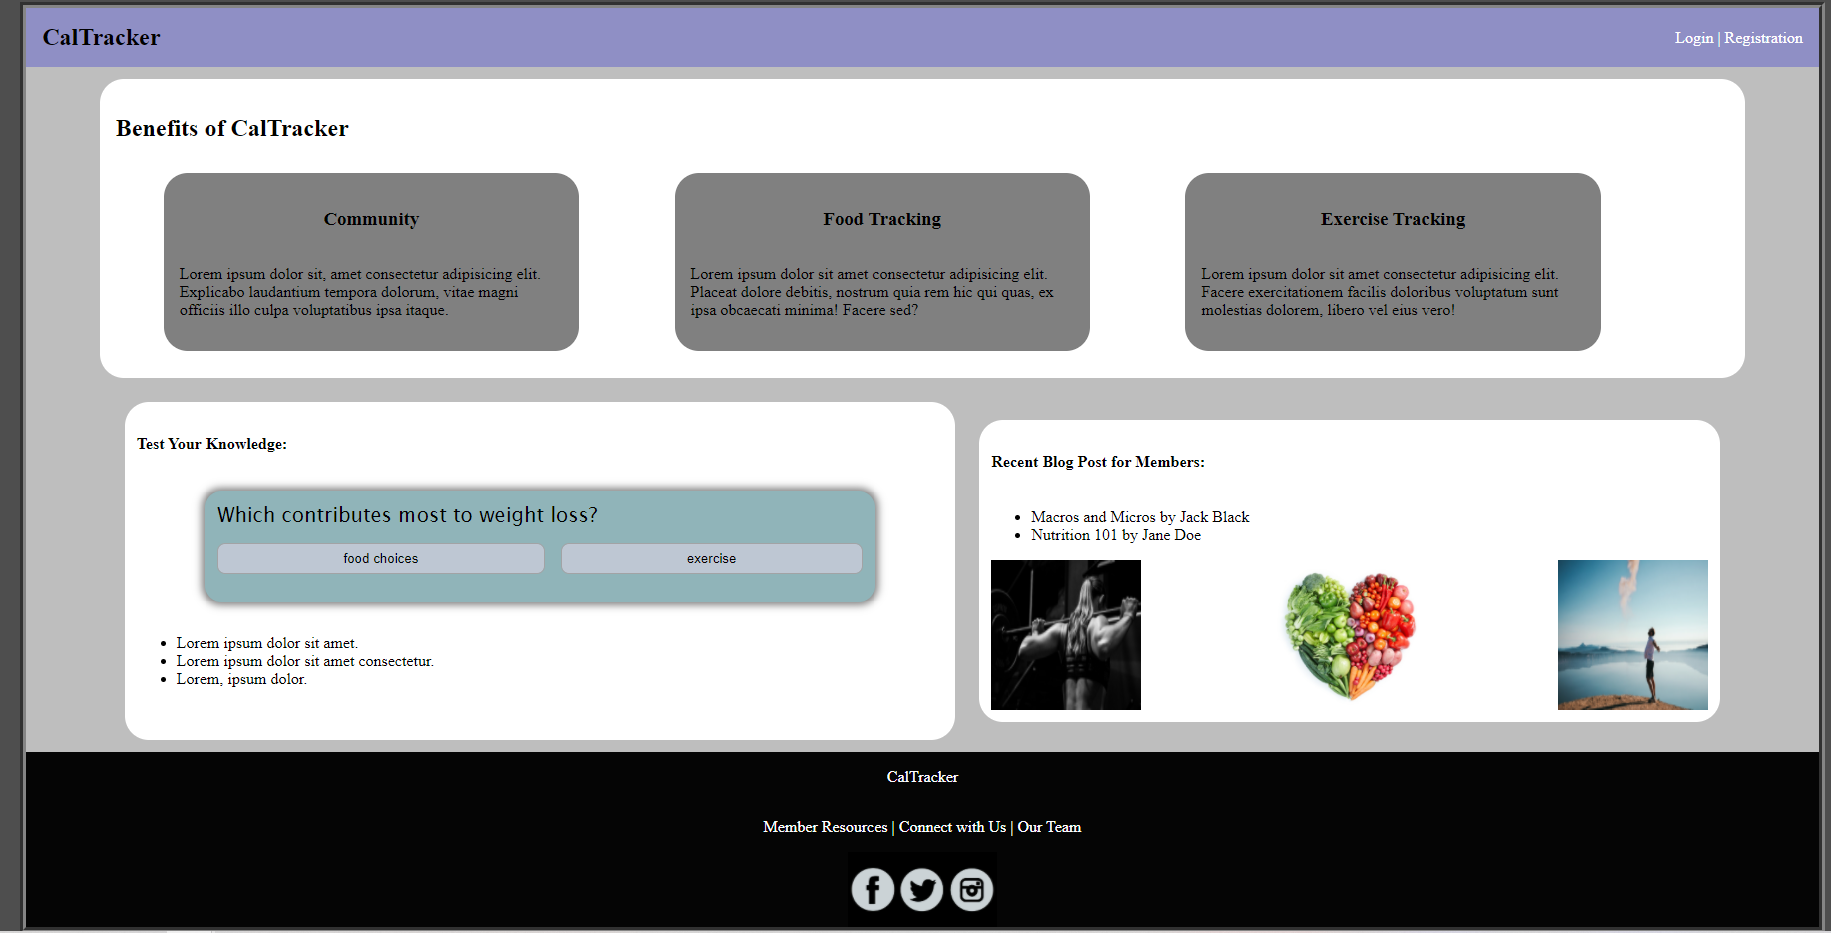 CalTracker
Login | Registration
Benefits of CalTracker
Community
Lorem ipsum dolor sit, amet consectetur adipisicing elit.
Explicabo laudantium tempora dolorum, vitae magni
officiis illo culpa voluptatibus ipsa itaque.
Food Tracking
Lorem ipsum dolor sit amet consectetur adipisicing elit.
Placeat dolore debitis, nostrum quia rem hic qui quas, ex
ipsa obcaecati minima! Facere sed?
Exercise Tracking
Lorem ipsum dolor sit amet consectetur adipisicing elit.
Facere exercitationem facilis doloribus voluptatum sunt
molestias dolorem, libero vel eius vero!
Test Your Knowledge:
Which contributes most to weight loss?
food choices
exercise
Lorem ipsum dolor sit amet.
Lorem ipsum dolor sit amet consectetur.
Lorem, ipsum dolor.
Recent Blog Post for Members:
Macros and Micros by Jack Black
Nutrition 101 by Jane Doe
CalTracker
Member Resources | Connect with Us | Our Team